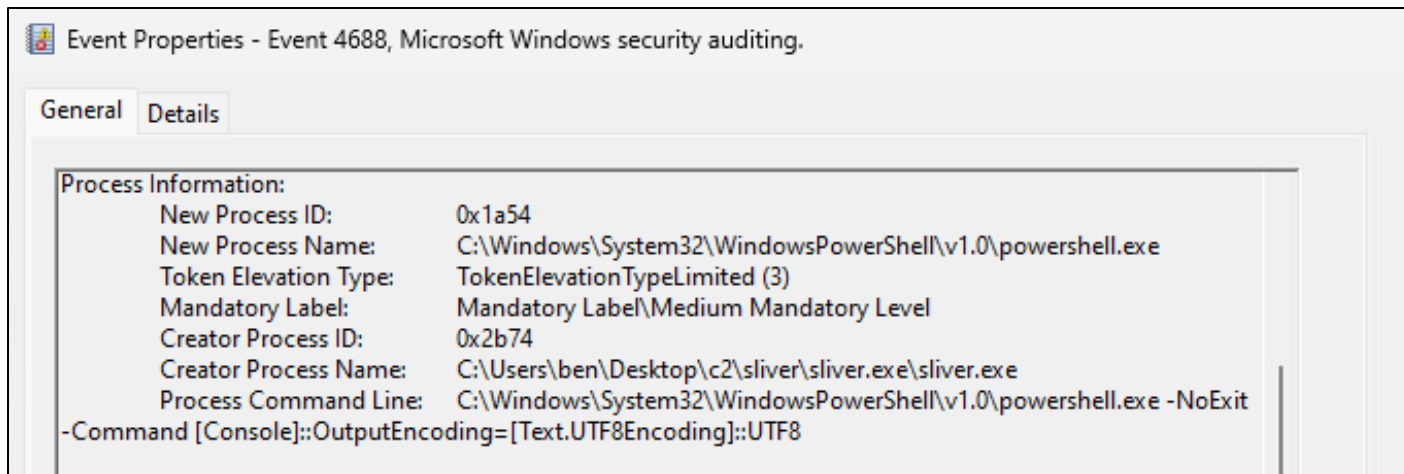 Event Properties - Event 4688, Microsoft Windows security auditing.
General Details
Process Information:
New Process ID: 0x1a54
New Process Name: C:\Windows\System32\WindowsPowerShell\v1.0\powershell.exe
Token Elevation Type: TokenElevationTypeLimited (3)
Mandatory Label: Mandatory Label\Medium Mandatory Level
Creator Process ID: 0x2b74
Creator Process Name: C:\Users\ben\Desktop\c2\sliver\sliver.exe\sliver.exe
Process Command Line: C:\Windows\System32\WindowsPowerShell\v1.0\powershell.exe -NoExit
-Command [Console]::OutputEncoding=[Text.UTF8Encoding]::UTF8